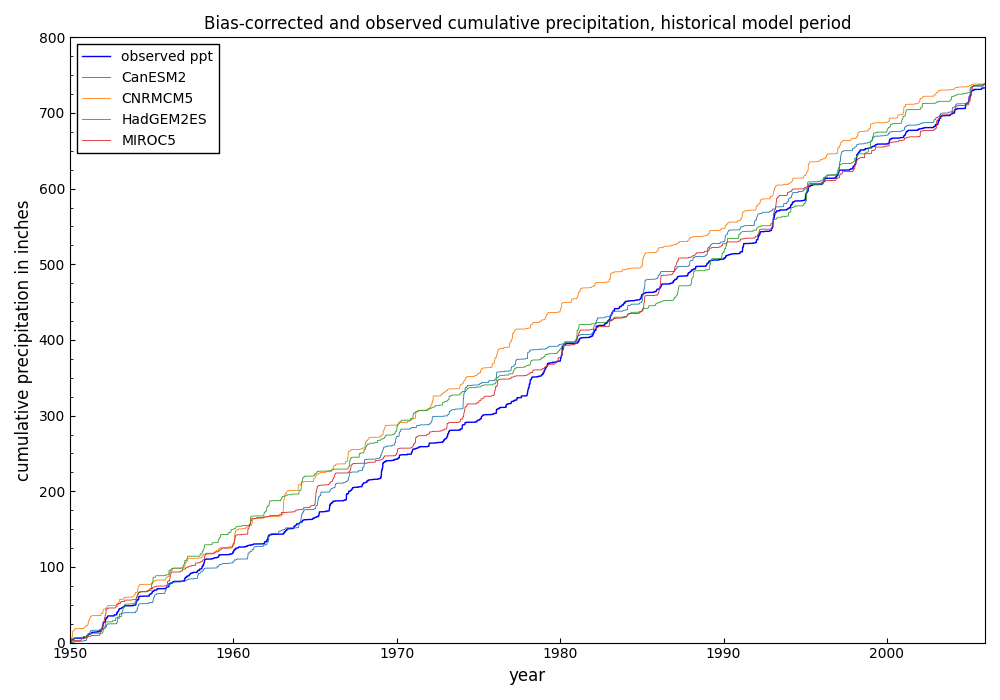 Bias-corrected and observed cumulative precipitation, historical model period
800
700
600
500
400
300
200
100
0
cumulative precipitation in inches
observed ppt
CanESM2
CNRMCM5
HadGEM2ES
MIROC5
1950 1960 1970 1980 1990 2000
year